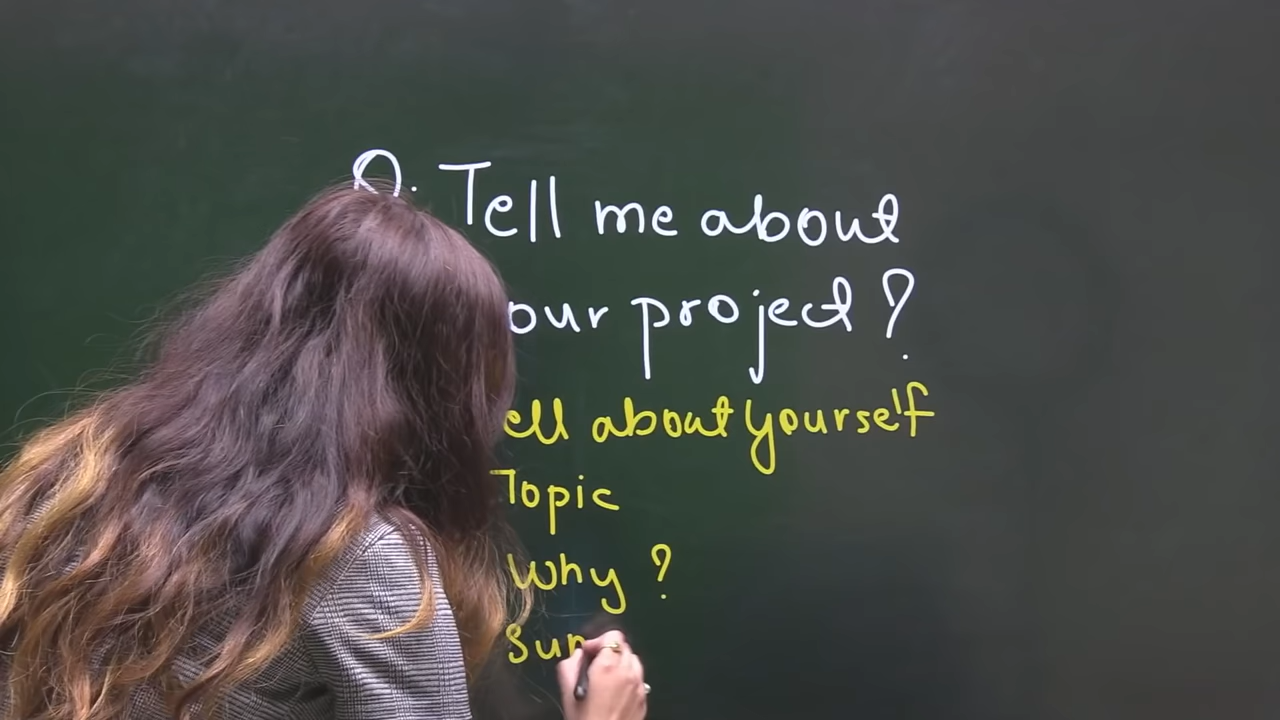 Q. Tell me about
our project?
ell about yourself
Topic
Why?